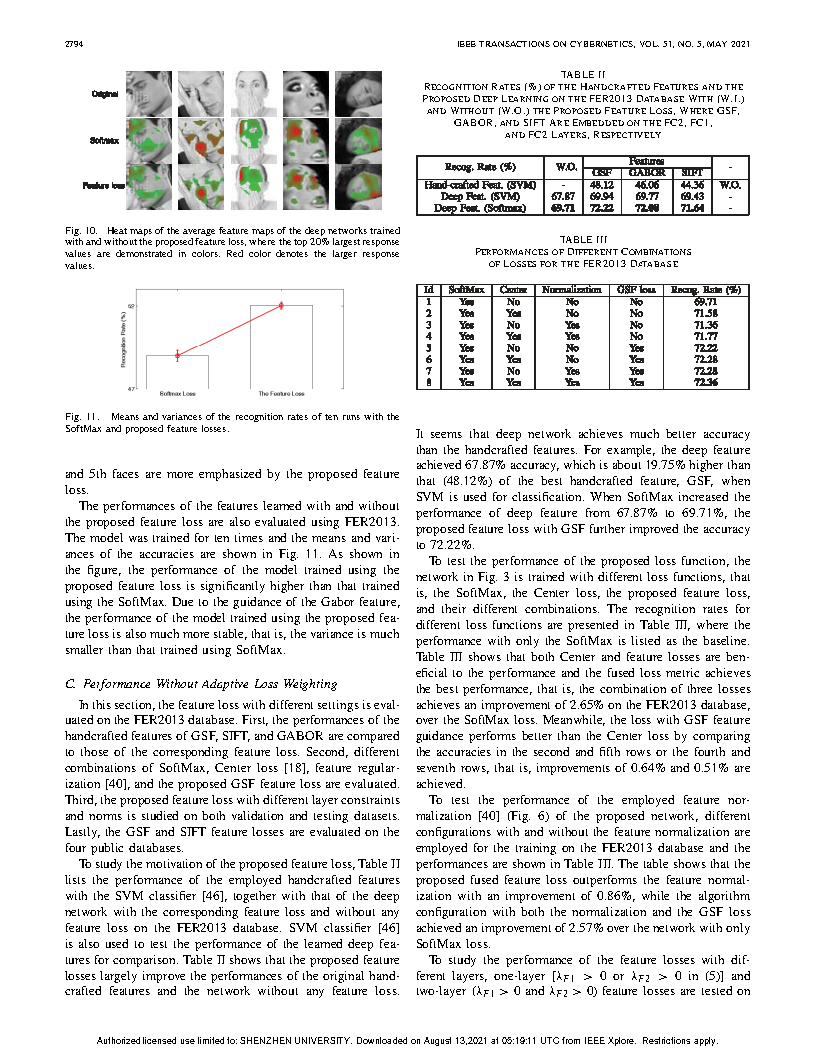 2794
IEEE TRANSACTIONS ON CYBERNETICS, VOL. 51, NO. 5, MAY 2021
Original
Softmax
Feature loss
Fig. 10. Heat maps of the average feature maps of the deep networks trained
with and without the proposed feature loss, where the top 20% largest response
values are demonstrated in colors. Red color denotes the larger response
values.
Recognition Rate (%)
52
47
Softmax Loss
The Feature Loss
Fig. 11. Means and variances of the recognition rates of ten runs with the
SoftMax and proposed feature losses.
and 5th faces are more emphasized by the proposed feature
loss.
The performances of the features learned with and without
the proposed feature loss are also evaluated using FER2013.
The model was trained for ten times and the means and vari-
ances of the accuracies are shown in Fig. 11. As shown in
the figure, the performance of the model trained using the
proposed feature loss is significantly higher than that trained
using the SoftMax. Due to the guidance of the Gabor feature,
the performance of the model trained using the proposed fea-
ture loss is also much more stable, that is, the variance is much
smaller than that trained using SoftMax.
C. Performance Without Adaptive Loss Weighting
In this section, the feature loss with different settings is eval-
uated on the FER2013 database. First, the performances of the
handcrafted features of GSF, SIFT, and GABOR are compared
to those of the corresponding feature loss. Second, different
combinations of SoftMax, Center loss [18], feature regular-
ization [40], and the proposed GSF feature loss are evaluated.
Third, the proposed feature loss with different layer constraints
and norms is studied on both validation and testing datasets.
Lastly, the GSF and SIFT feature losses are evaluated on the
four public databases.
To study the motivation of the proposed feature loss, Table II
lists the performance of the employed handcrafted features
with the SVM classifier [46], together with that of the deep
network with the corresponding feature loss and without any
feature loss on the FER2013 database. SVM classifier [46]
is also used to test the performance of the learned deep fea-
tures for comparison. Table II shows that the proposed feature
losses largely improve the performances of the original hand-
crafted features and the network without any feature loss.
TABLE II
RECOGNITION RATES (%) OF THE HANDCRAFTED FEATURES AND THE
PROPOSED DEEP LEARNING ON THE FER2013 DATABASE WITH (W.I.)
AND WITHOUT (W.O.) THE PROPOSED FEATURE LOSS, WHERE GSF,
GABOR, AND SIFT ARE EMBEDDED ON THE FC2, FC1,
AND FC2 LAYERS, RESPECTIVELY
Recog. Rate (%) W.O. Features -
GSF GABOR SIFT
Hand-crafted Feat. (SVM) - 48.12 46.06 44.36 W.O.
Deep Feat. (SVM) 67.87 69.94 69.77 69.43 -
Deep Feat. (Softmax) 69.71 72.22 72.08 71.64 -
TABLE III
PERFORMANCES OF DIFFERENT COMBINATIONS
OF LOSSES FOR THE FER2013 DATABASE
Id SoftMax Center Normalization GSF loss Recog. Rate (%)
1 Yes No No No 69.71
2 Yes Yes No No 71.58
3 Yes No Yes No 71.36
4 Yes Yes Yes No 71.77
5 Yes No No Yes 72.22
6 Yes Yes No Yes 72.28
7 Yes No Yes Yes 72.28
8 Yes Yes Yes Yes 72.36
It seems that deep network achieves much better accuracy
than the handcrafted features. For example, the deep feature
achieved 67.87% accuracy, which is about 19.75% higher than
that (48.12%) of the best handcrafted feature, GSF, when
SVM is used for classification. When SoftMax increased the
performance of deep feature from 67.87% to 69.71%, the
proposed feature loss with GSF further improved the accuracy
to 72.22%.
To test the performance of the proposed loss function, the
network in Fig. 3 is trained with different loss functions, that
is, the SoftMax, the Center loss, the proposed feature loss,
and their different combinations. The recognition rates for
different loss functions are presented in Table III, where the
performance with only the SoftMax is listed as the baseline.
Table III shows that both Center and feature losses are ben-
eficial to the performance and the fused loss metric achieves
the best performance, that is, the combination of three losses
achieves an improvement of 2.65% on the FER2013 database,
over the SoftMax loss. Meanwhile, the loss with GSF feature
guidance performs better than the Center loss by comparing
the accuracies in the second and fifth rows or the fourth and
seventh rows, that is, improvements of 0.64% and 0.51% are
achieved.
To test the performance of the employed feature nor-
malization [40] (Fig. 6) of the proposed network, different
configurations with and without the feature normalization are
employed for the training on the FER2013 database and the
performances are shown in Table III. The table shows that the
proposed fused feature loss outperforms the feature normal-
ization with an improvement of 0.86%, while the algorithm
configuration with both the normalization and the GSF loss
achieved an improvement of 2.57% over the network with only
SoftMax loss.
To study the performance of the feature losses with dif-
ferent layers, one-layer [λF1 > 0 or λF2 > 0 in (5)] and
two-layer (λF1 > 0 and λF2 > 0) feature losses are tested on
Authorized licensed use limited to: SHENZHEN UNIVERSITY. Downloaded on August 13,2021 at 05:19:11 UTC from IEEE Xplore. Restrictions apply.